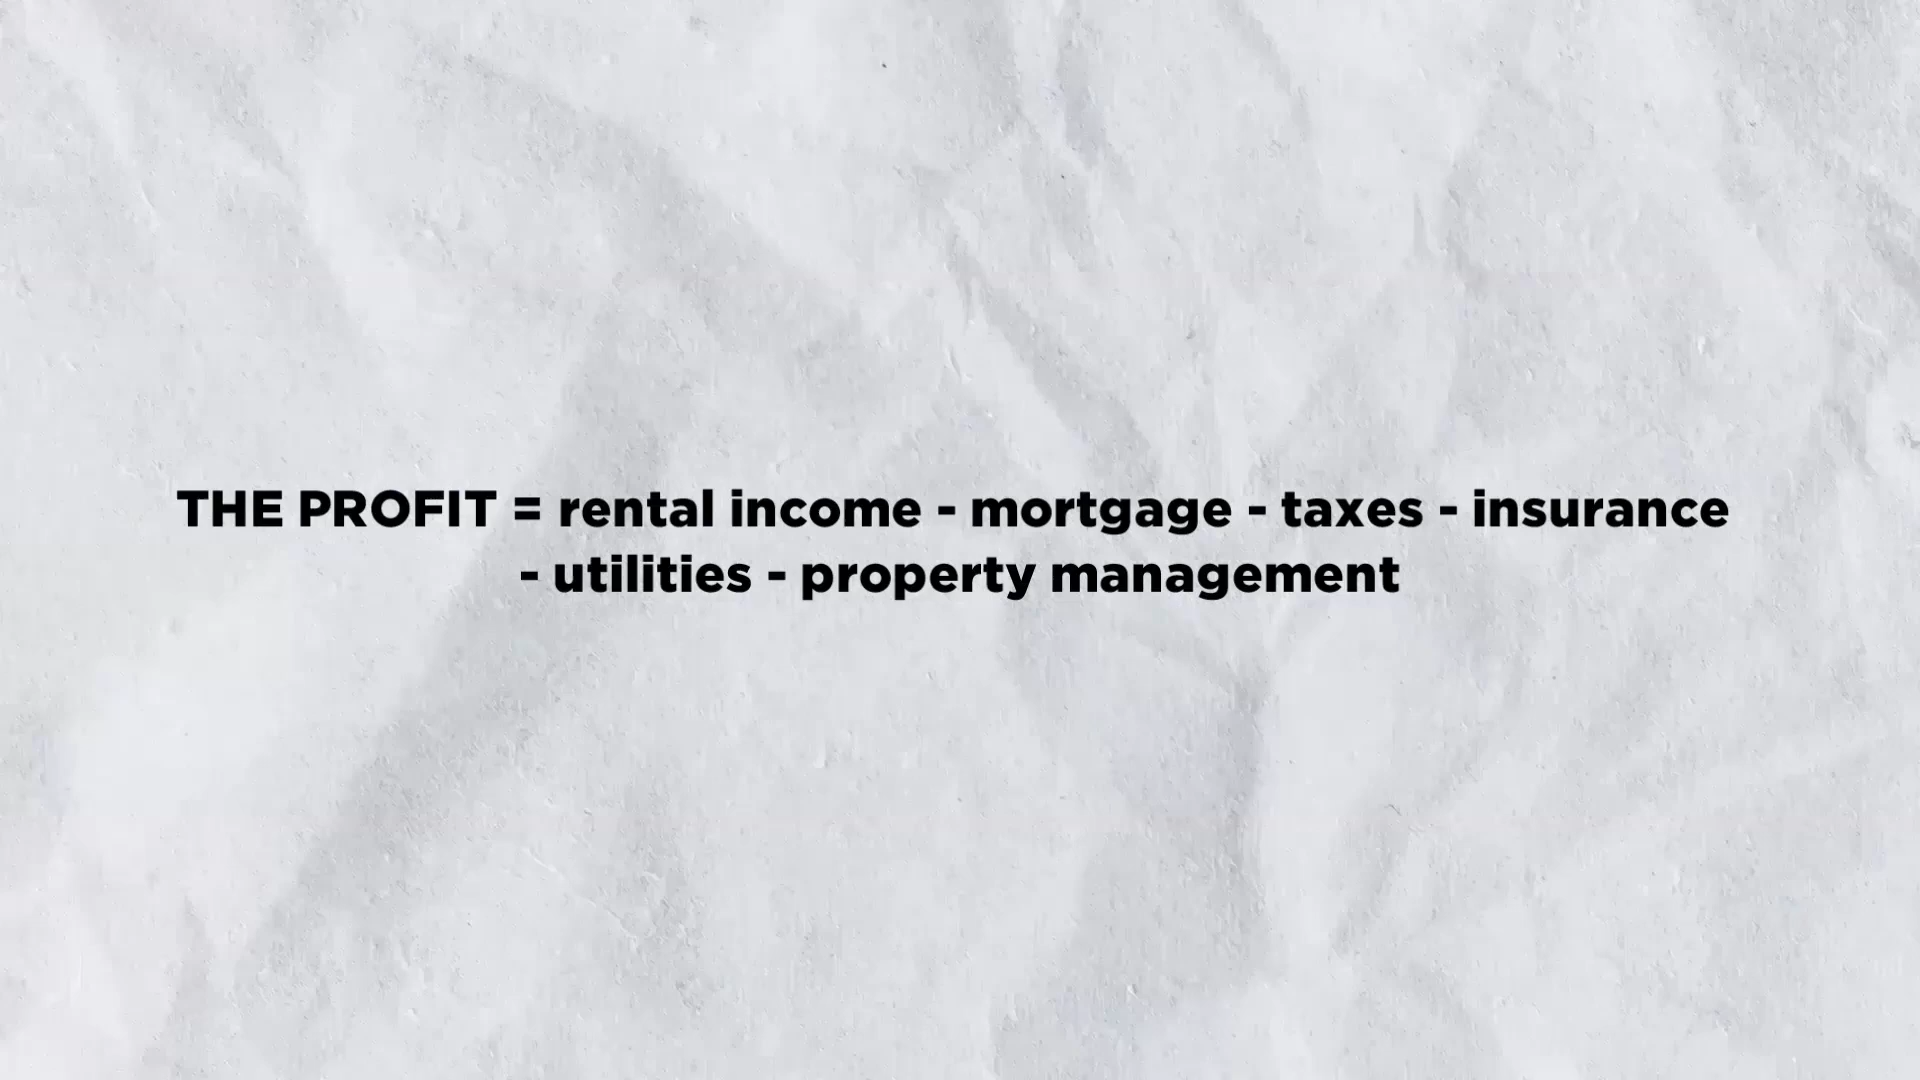 THE PROFIT = rental income - mortgage - taxes - insurance
- utilities - property management